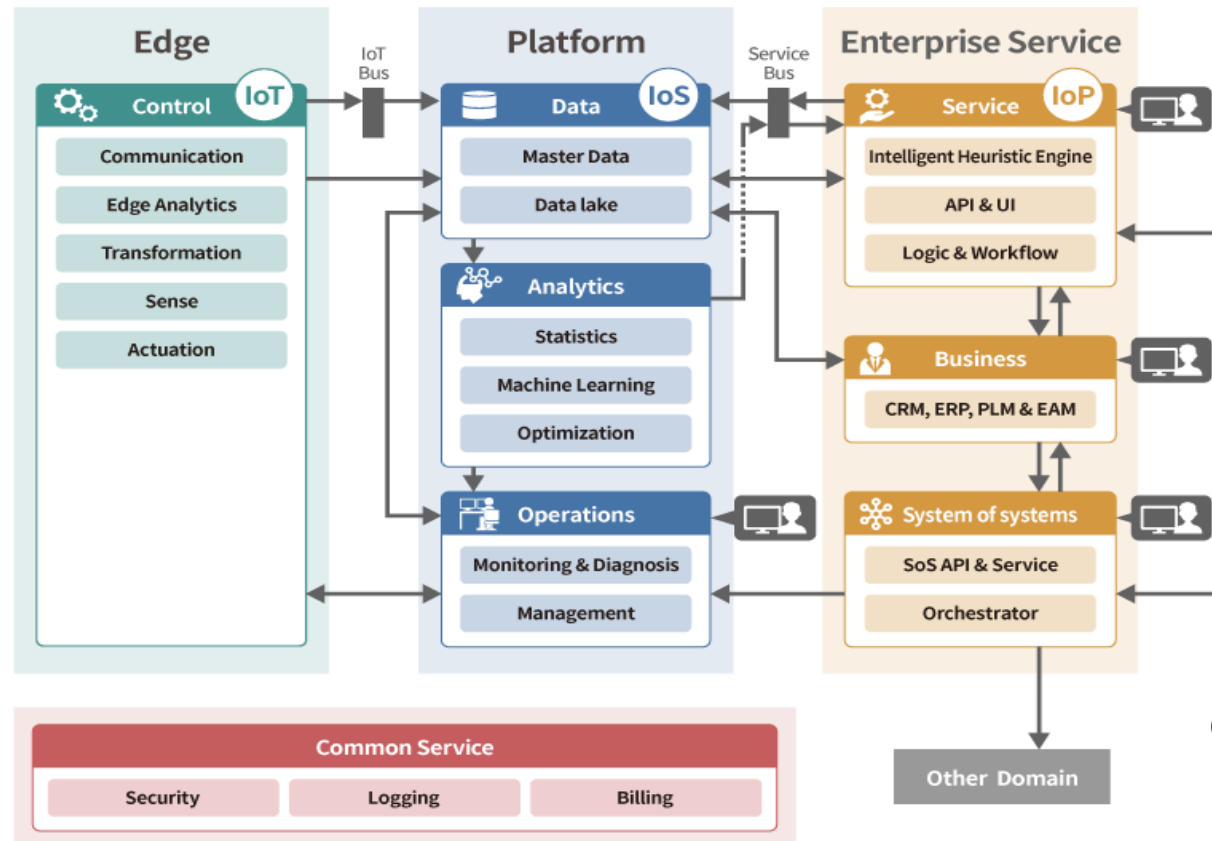 Edge
Platform
Enterprise Service
IoT
Bus
Service
Bus
Control
IoT
Communication
Edge Analytics
Transformation
Sense
Actuation
Data
IoS
Master Data
Data lake
Analytics
Statistics
Machine Learning
Optimization
Operations
Monitoring & Diagnosis
Management
Service
IoP
Intelligent Heuristic Engine
API & UI
Logic & Workflow
Business
CRM, ERP, PLM & EAM
System of systems
SoS API & Service
Orchestrator
Other Domain
Common Service
Security
Logging
Billing